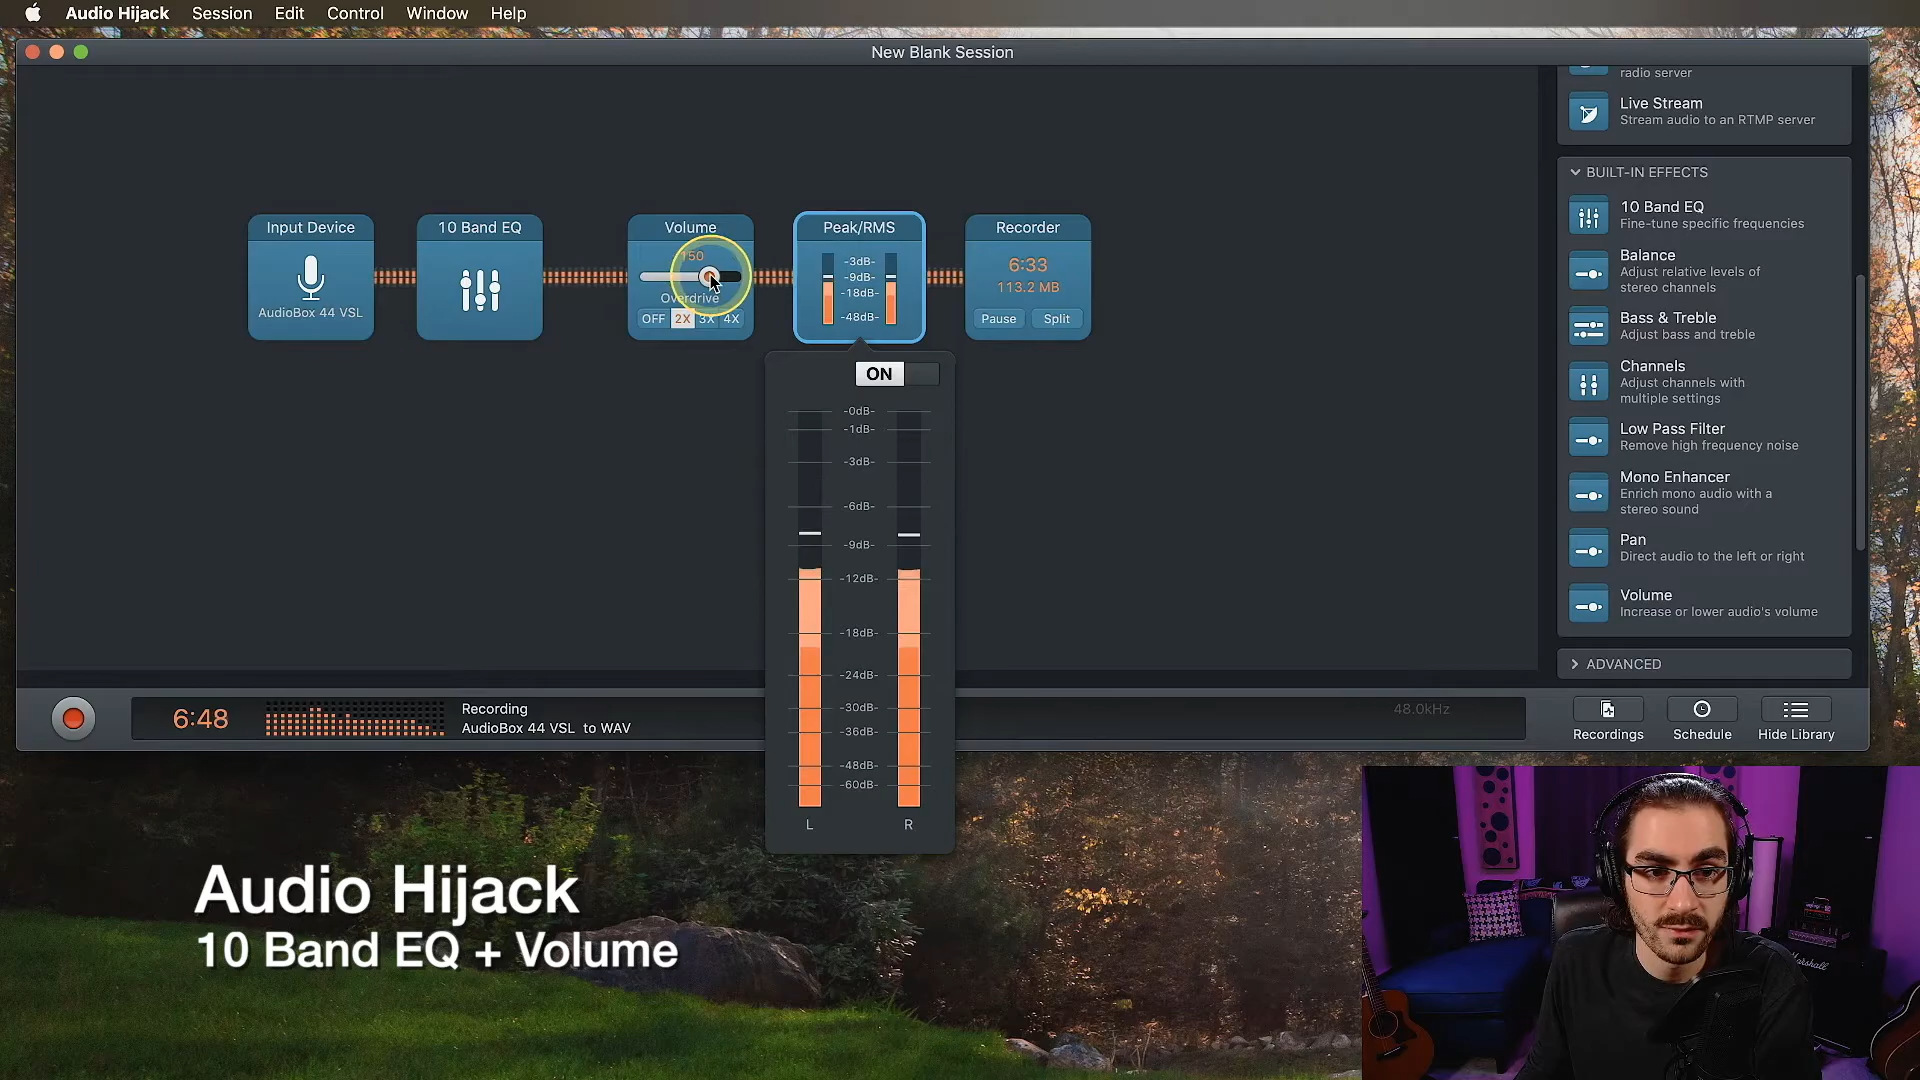 Audio Hijack Session Edit Control Window Help
New Blank Session
radio server
Live Stream
Stream audio to an RTMP server
BUILT-IN EFFECTS
10 Band EQ
Fine-tune specific frequencies
Balance
Adjust relative levels of
stereo channels
Bass & Treble
Adjust bass and treble
Channels
Adjust channels with
multiple settings
Low Pass Filter
Remove high frequency noise
Mono Enhancer
Enrich mono audio with a
stereo sound
Pan
Direct audio to the left or right
Volume
Increase or lower audio's volume
ADVANCED
Input Device
AudioBox 44 VSL
10 Band EQ
Volume
150
Overdrive
OFF 2X 3X 4X
Peak/RMS
-3dB-
-9dB-
-18dB-
-48dB-
Recorder
6:33
113.2 MB
Pause Split
ON
-0dB-
-1dB-
-3dB-
-6dB-
-9dB-
-12dB-
-18dB-
-24dB-
-30dB-
-36dB-
-48dB-
-60dB-
L R
6:48
Recording
AudioBox 44 VSL to WAV
48.0kHz
Recordings Schedule Hide Library
Audio Hijack
10 Band EQ + Volume
Marshall